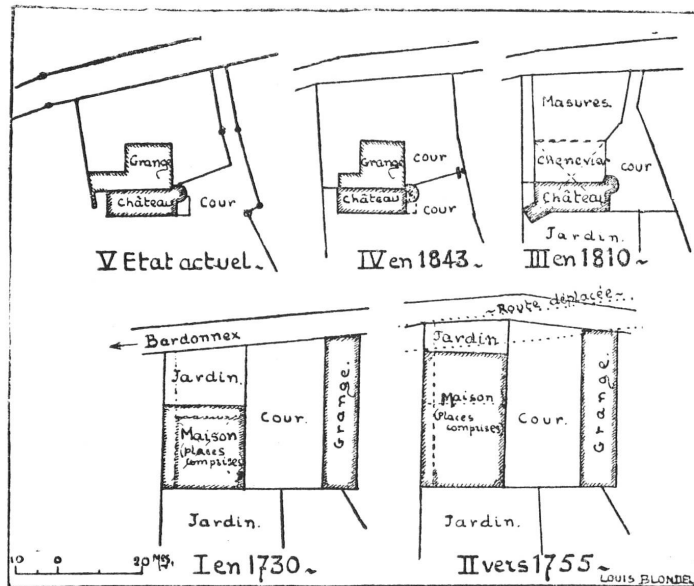 Grange
Château
Cour
V Etat actuel~
Grange
Cour
Château
Cour
IV en 1843~
Masures.
Chenevier
Cour
Château
Jardin.
III en 1810~
← Bardonnex
Jardin.
Maison
(places
comprises)
Cour.
Grange.
Jardin.
I en 1730~
~Route déplacée~
Jardin
Maison
(Places
comprises)
Cour.
Grange.
Jardin.
II vers 1755~
10 0 20 Mes.
LOUIS BLONDEL